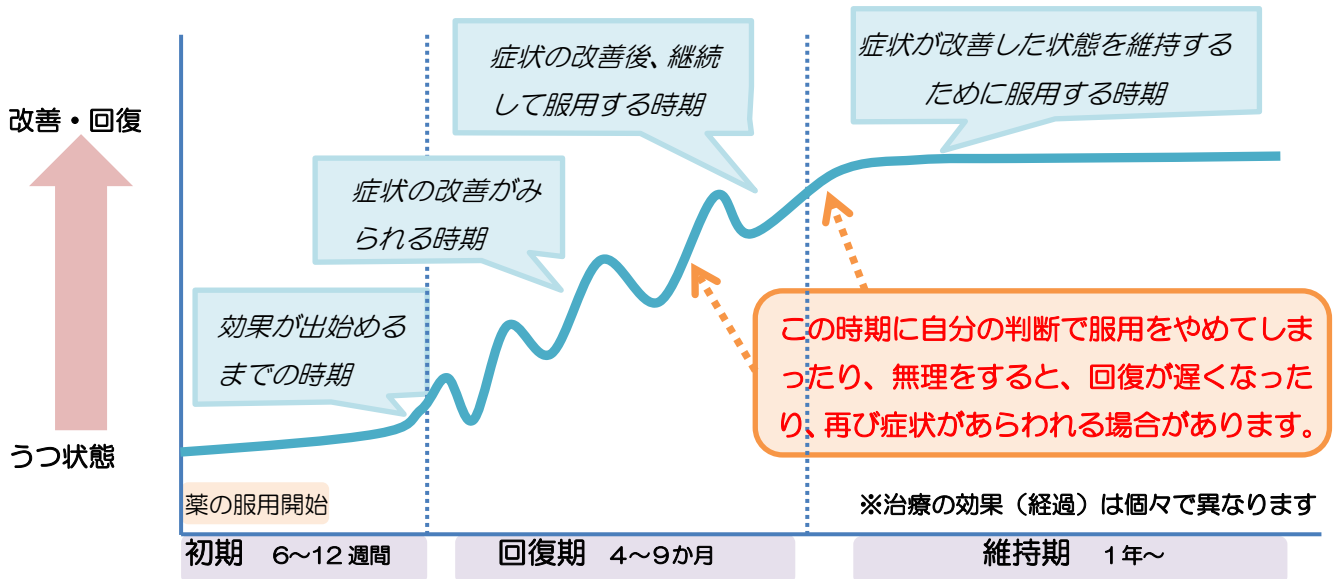 症状の改善後、継続
して服用する時期
症状が改善した状態を維持する
ために服用する時期
改善・回復
症状の改善がみ
られる時期
効果が出始める
までの時期
この時期に自分の判断で服用をやめてしま
ったり、無理をすると、回復が遅くなった
り、再び症状があらわれる場合があります。
うつ状態
薬の服用開始
※治療の効果（経過）は個々で異なります
初期 6～12週間
回復期 4～9か月
維持期 1年～